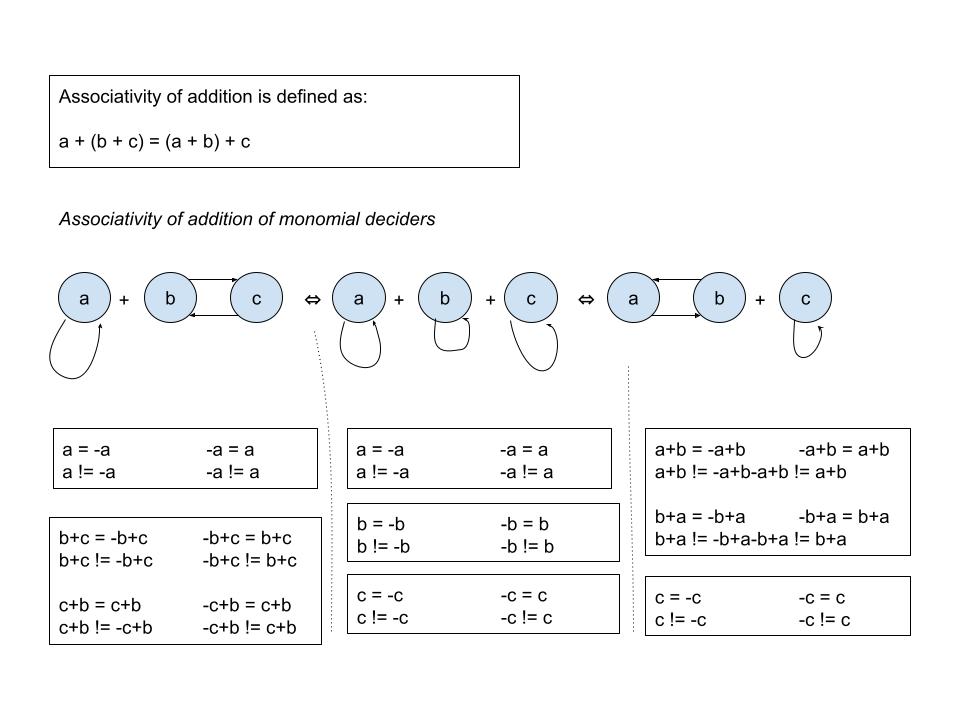 Associativity of addition is defined as:
a + (b + c) = (a + b) + c
Associativity of addition of monomial deciders
a + b c ⇔ a + b + c ⇔ a b + c
a = -a -a = a
a != -a -a != a
b+c = -b+c -b+c = b+c
b+c != -b+c -b+c != b+c
c+b = c+b -c+b = c+b
c+b != -c+b -c+b != c+b
a = -a -a = a
a != -a -a != a
b = -b -b = b
b != -b -b != b
c = -c -c = c
c != -c -c != c
a+b = -a+b -a+b = a+b
a+b != -a+b-a+b != a+b
b+a = -b+a -b+a = b+a
b+a != -b+a-b+a != b+a
c = -c -c = c
c != -c -c != c